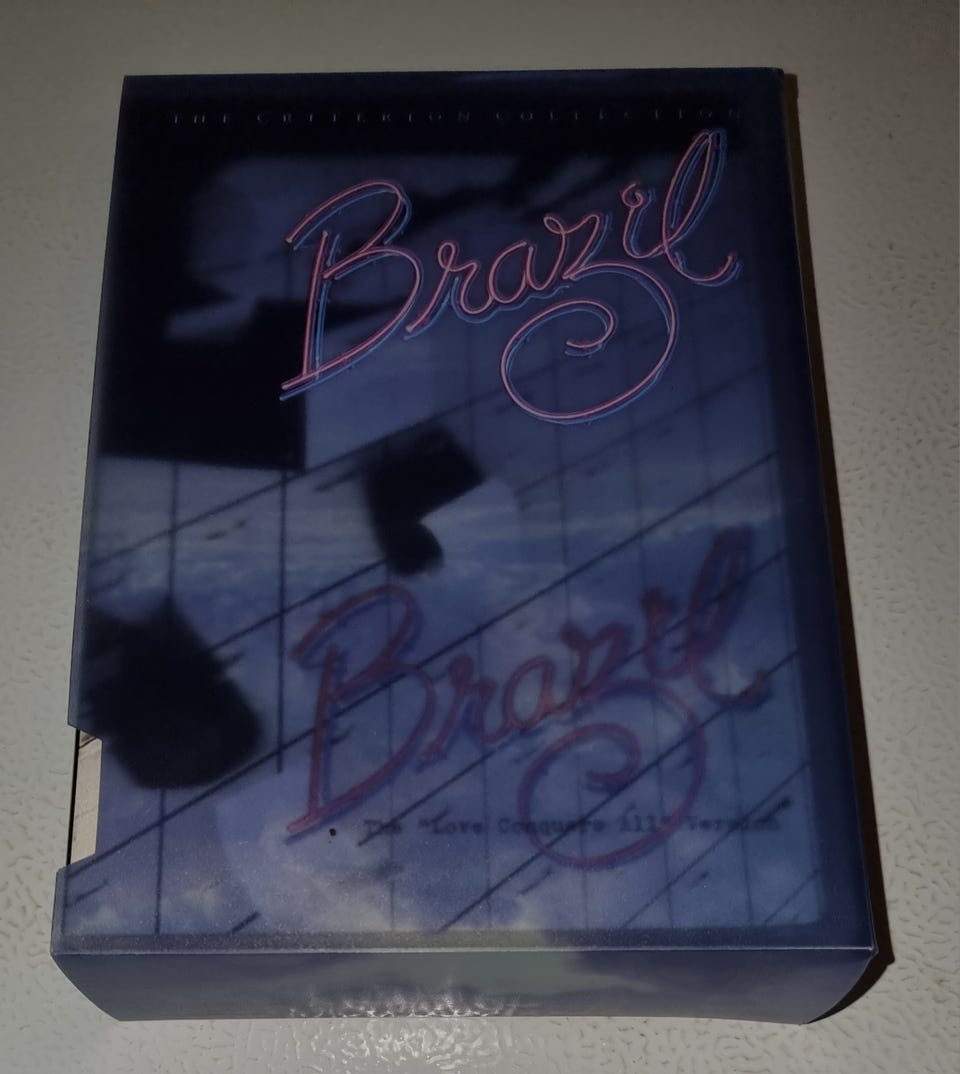 THE CRITERION COLLECTION
Brazil
Brazil
The "Love Conquers All" Version